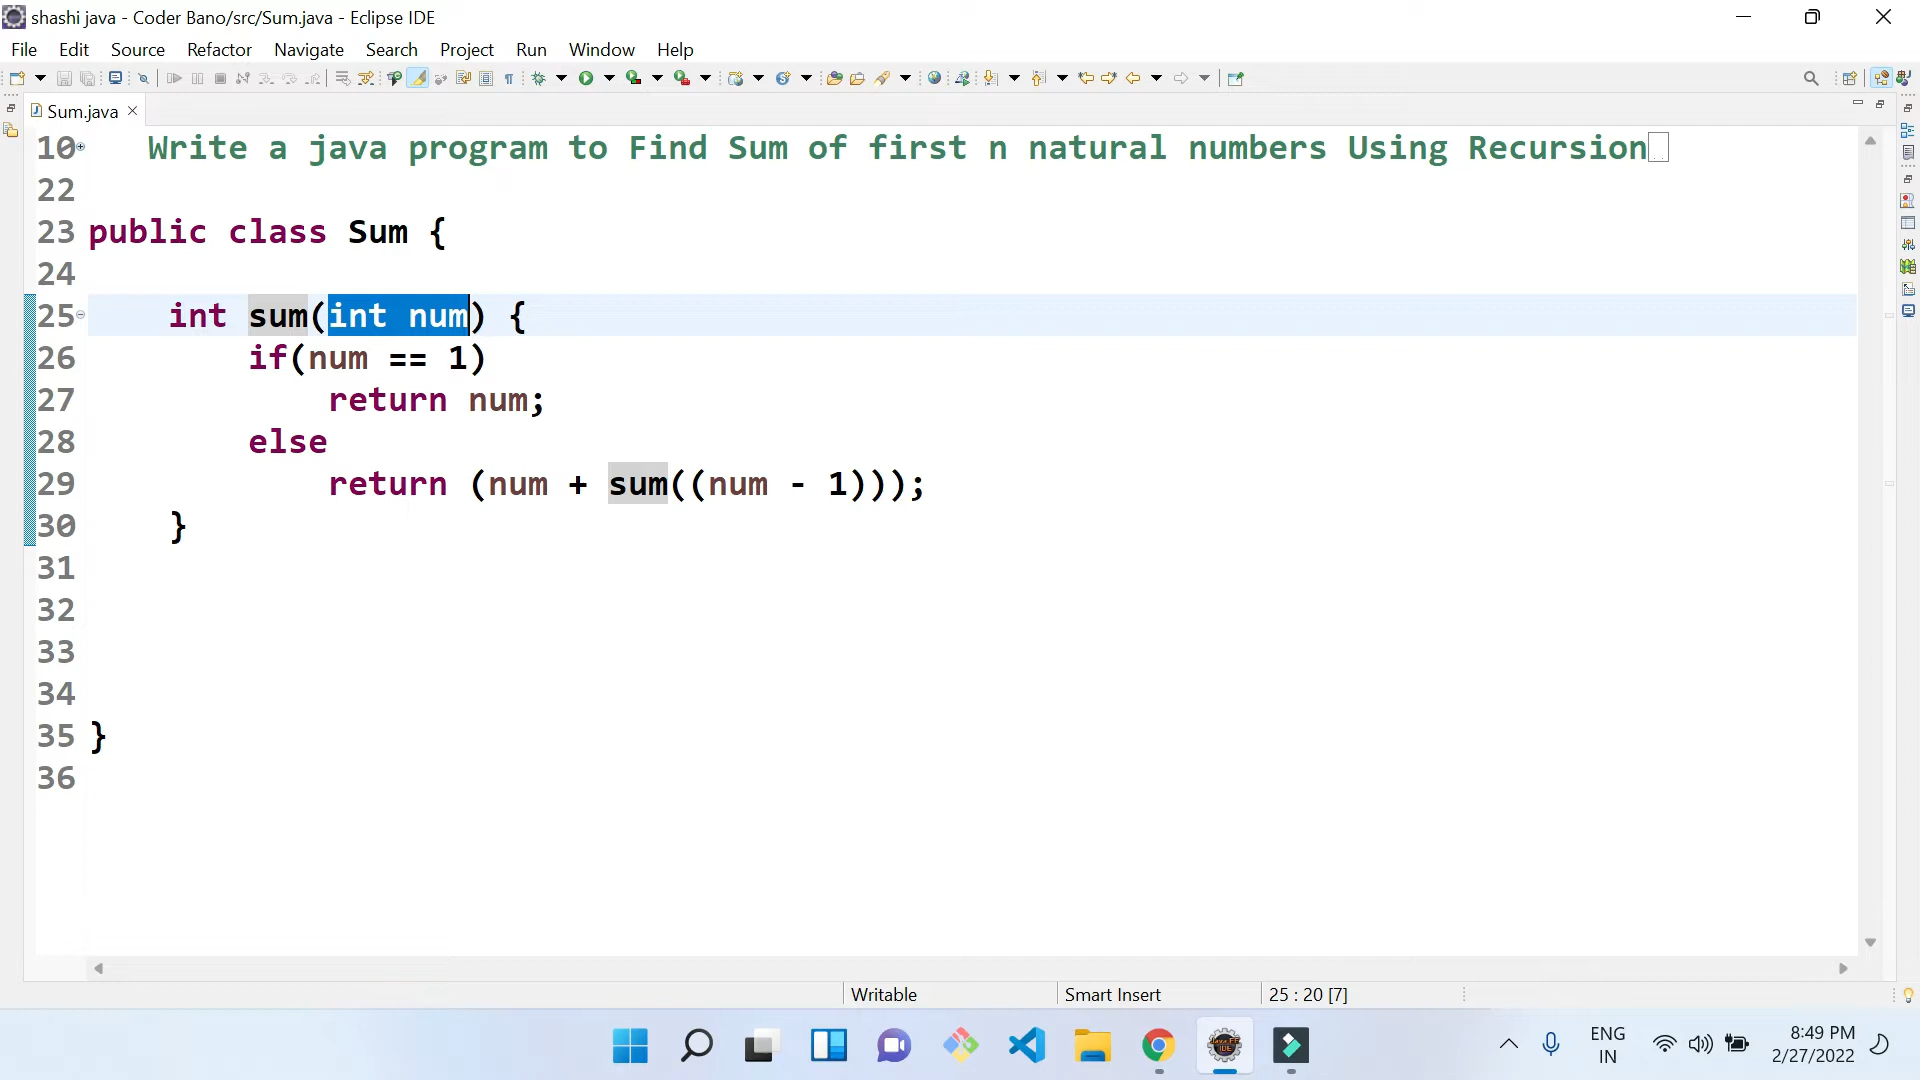 shashi java - Coder Bano/src/Sum.java - Eclipse IDE
File Edit Source Refactor Navigate Search Project Run Window Help
Sum.java
10 Write a java program to Find Sum of first n natural numbers Using Recursion
22
23 public class Sum {
24
25 int sum(int num) {
26 if(num == 1)
27 return num;
28 else
29 return (num + sum((num - 1)));
30 }
31
32
33
34
35 }
36
Writable Smart Insert 25 : 20 [7]
ENG 8:49 PM
IN 2/27/2022